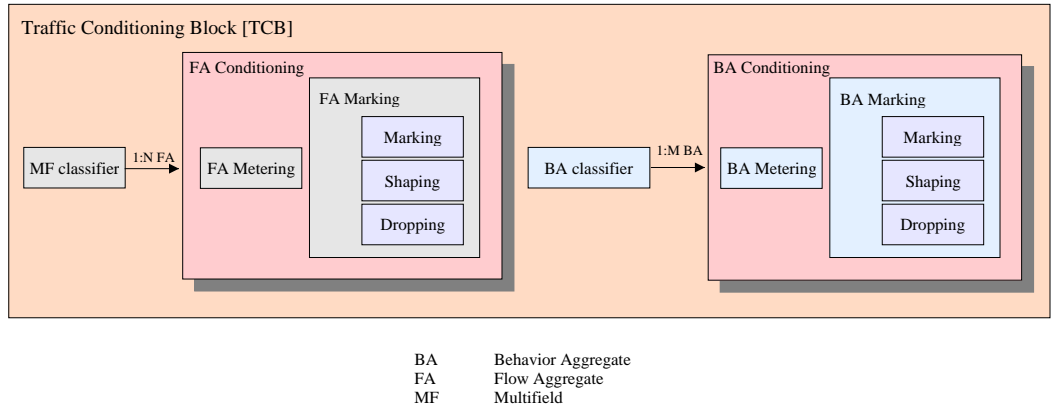 Traffic Conditioning Block [TCB]
FA Conditioning
FA Marking
Marking
Shaping
Dropping
MF classifier
1:N FA
FA Metering
BA Conditioning
BA Marking
Marking
Shaping
Dropping
BA classifier
1:M BA
BA Metering
BA Behavior Aggregate
FA Flow Aggregate
MF Multifield